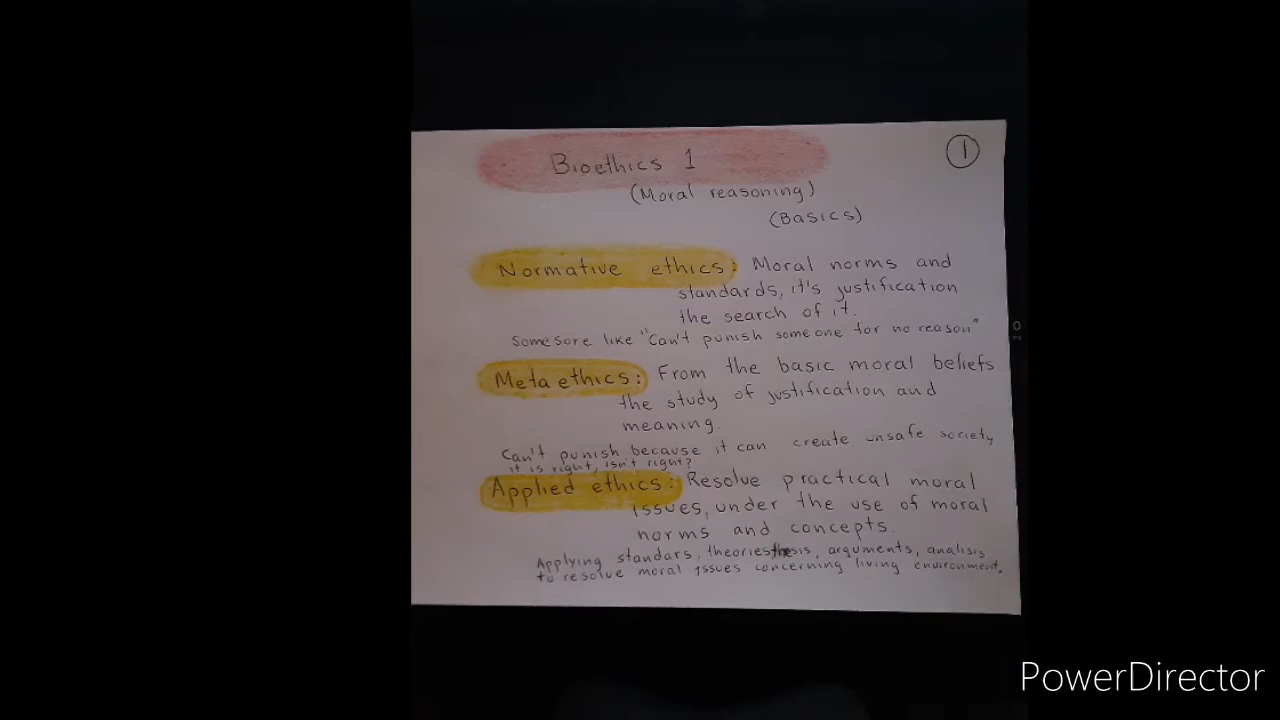 Bioethics 1
1
(Moral reasoning)
(Basics)
Normative ethics: Moral norms and
standards, it's justification
the search of it.
Somesore like "Can't punish someone for no reason"
Meta ethics: From the basic moral beliefs
the study of justification and
meaning.
Can't punish because it can create unsafe society
it is right, isn't right?
Applied ethics: Resolve practical moral
issues, under the use of moral
norms and concepts.
Applying standars, theories, thesis, arguments, analisis
to resolve moral issues concerning living environment.
PowerDirector